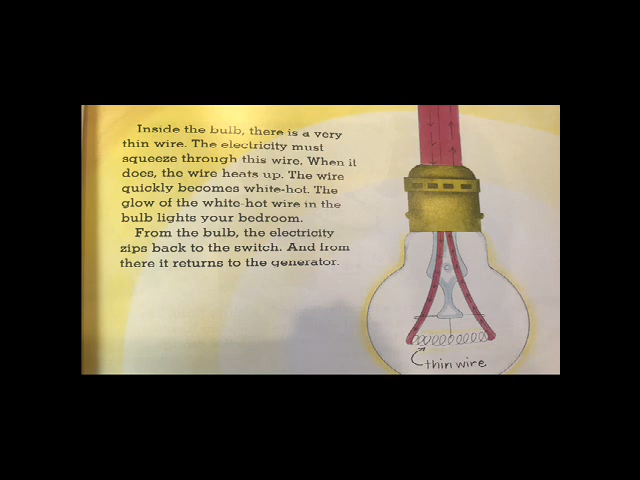 Inside the bulb, there is a very
thin wire. The electricity must
squeeze through this wire. When it
does, the wire heats up. The wire
quickly becomes white-hot. The
glow of the white-hot wire in the
bulb lights your bedroom.
From the bulb, the electricity
zips back to the switch. And from
there it returns to the generator.
thin wire